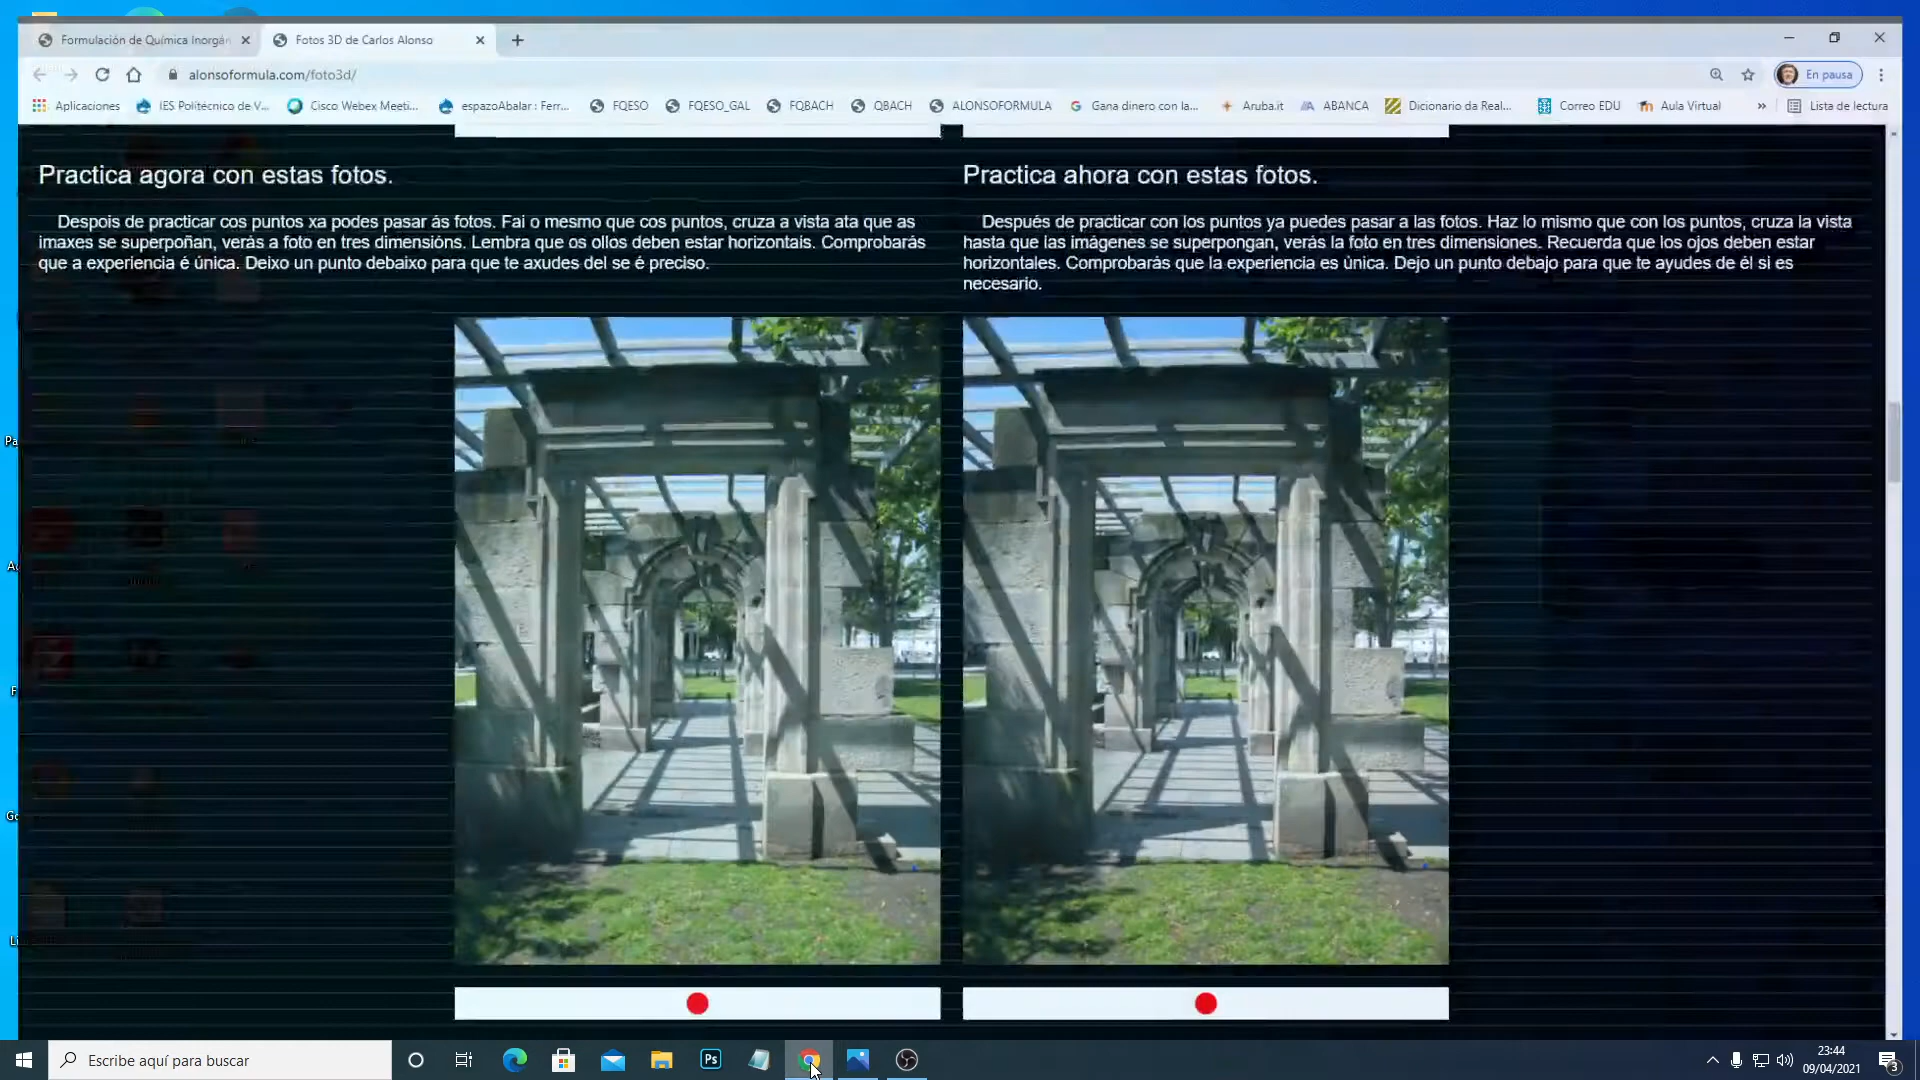 Formulación de Química Inorgán
Fotos 3D de Carlos Alonso
alonsoformula.com/foto3d/
En pausa
Aplicaciones
IES Politécnico de V...
Cisco Webex Meeti...
espazoAbalar : Ferr...
FQESO
FQESO_GAL
FQBACH
QBACH
ALONSOFORMULA
Gana dinero con la...
Aruba.it
ABANCA
Dicionario da Real...
Correo EDU
Aula Virtual
»
Lista de lectura
Practica agora con estas fotos.
Despois de practicar cos puntos xa podes pasar ás fotos. Fai o mesmo que cos puntos, cruza a vista ata que as
imaxes se superpoñan, verás a foto en tres dimensións. Lembra que os ollos deben estar horizontais. Comprobarás
que a experiencia é única. Deixo un punto debaixo para que te axudes del se é preciso.
Practica ahora con estas fotos.
Después de practicar con los puntos ya puedes pasar a las fotos. Haz lo mismo que con los puntos, cruza la vista
hasta que las imágenes se superpongan, verás la foto en tres dimensiones. Recuerda que los ojos deben estar
horizontales. Comprobarás que la experiencia es única. Dejo un punto debajo para que te ayudes de él si es
necesario.
Pa
Ac
F
Go
Li
Escribe aquí para buscar
Ps
23:44
09/04/2021
3